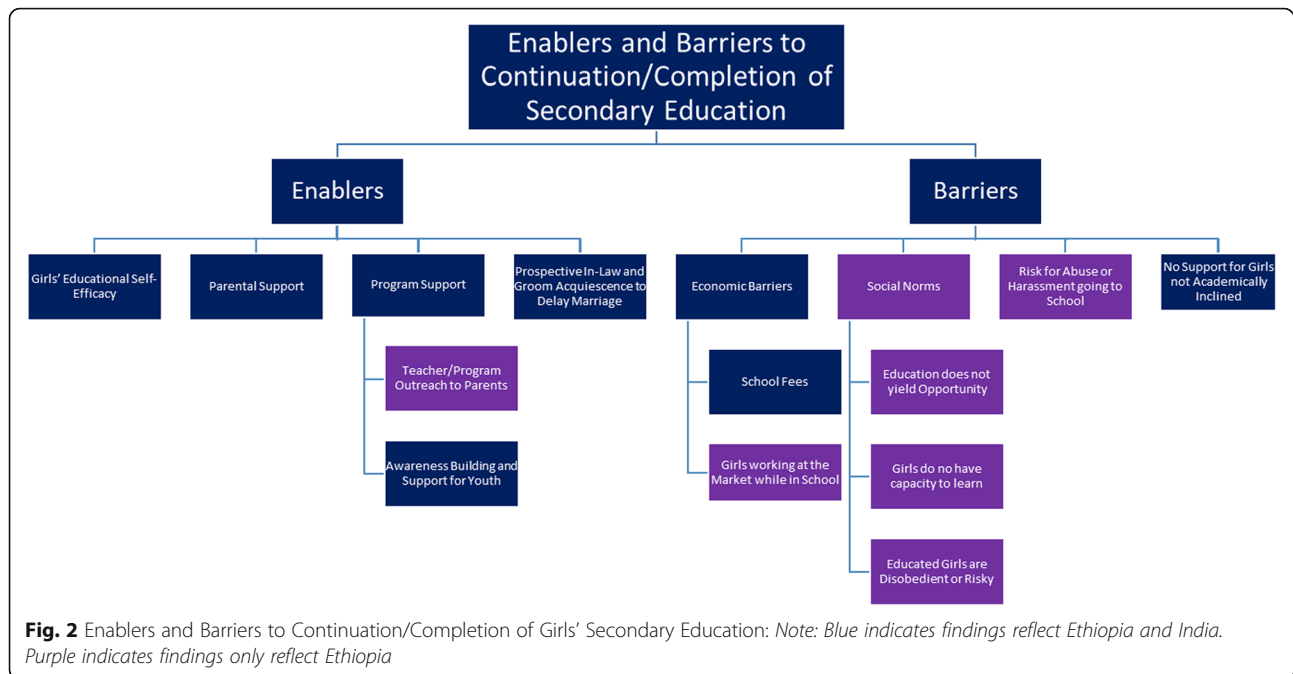 Enablers and Barriers to
Continuation/Completion of
Secondary Education
Enablers
Barriers
Girls' Educational Self-
Efficacy
Parental Support
Program Support
Prospective In-Law and
Groom Acquiescence to
Delay Marriage
Economic Barriers
Social Norms
Risk for Abuse or
Harassment going to
School
No Support for Girls
not Academically
Inclined
Teacher/Program
Outreach to Parents
Awareness Building and
Support for Youth
School Fees
Girls working at the
Market while in School
Education does not
yield Opportunity
Girls do no have
capacity to learn
Educated Girls are
Disobedient or Risky
Fig. 2 Enablers and Barriers to Continuation/Completion of Girls' Secondary Education: Note: Blue indicates findings reflect Ethiopia and India.
Purple indicates findings only reflect Ethiopia